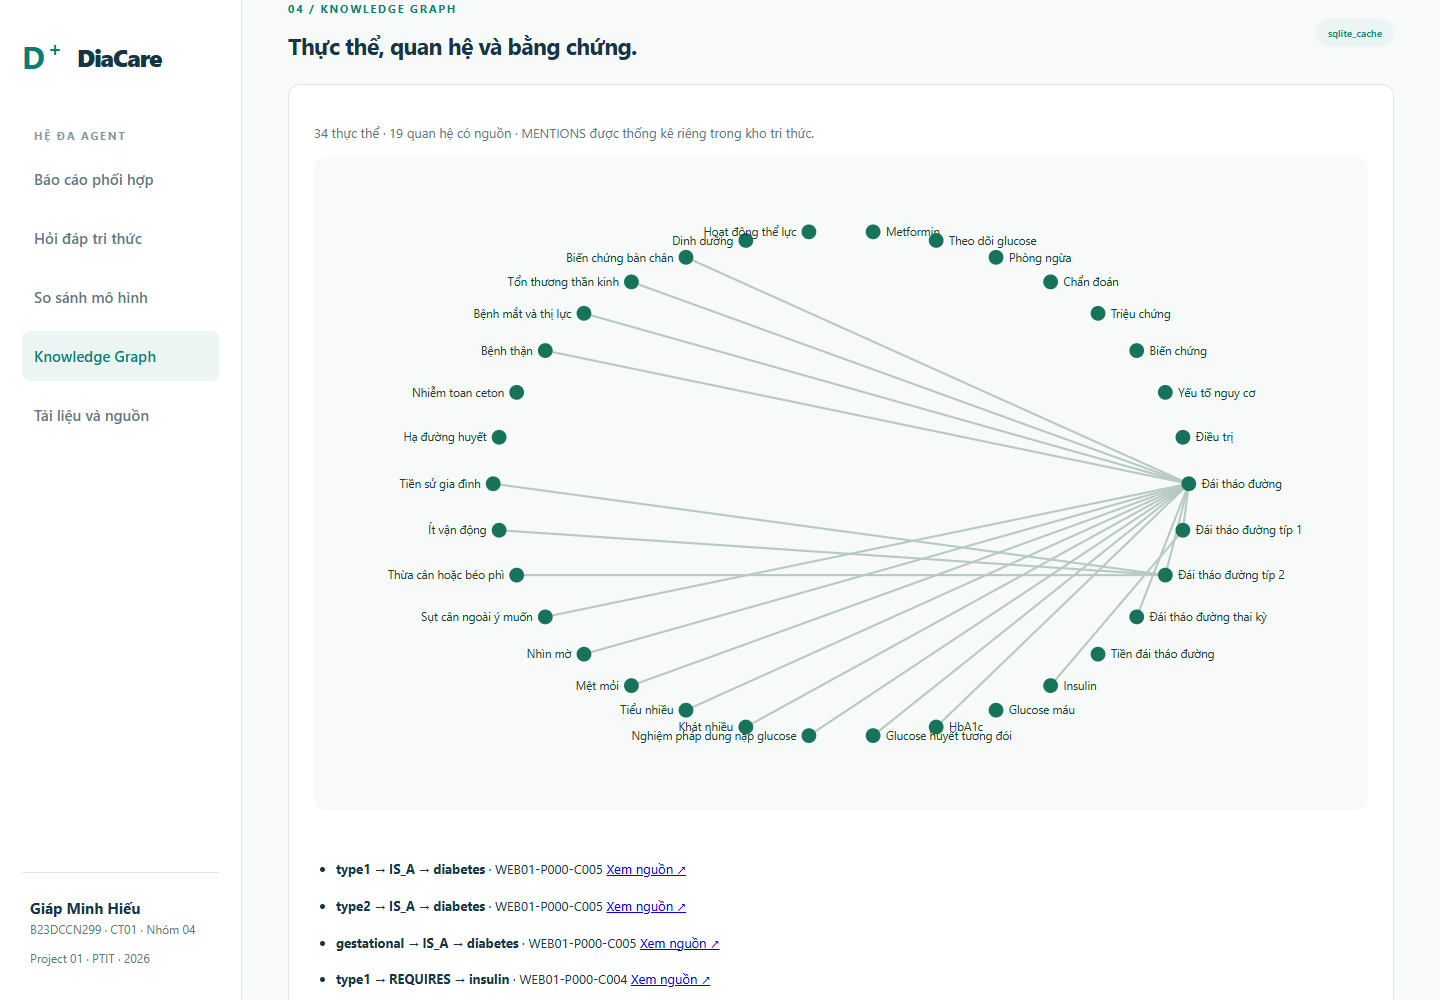 D+ DiaCare
HỆ ĐA AGENT
Báo cáo phối hợp
Hỏi đáp tri thức
So sánh mô hình
Knowledge Graph
Tài liệu và nguồn
Giáp Minh Hiếu
B23DCCN299 · CT01 · Nhóm 04
Project 01 · PTIT · 2026
04 / KNOWLEDGE GRAPH
Thực thể, quan hệ và bằng chứng.
sqlite_cache
34 thực thể · 19 quan hệ có nguồn · MENTIONS được thống kê riêng trong kho tri thức.
Hoạt động thể lực
Metformin
Dinh dưỡng
Theo dõi glucose
Biến chứng bàn chân
Phòng ngừa
Tổn thương thần kinh
Chẩn đoán
Bệnh mắt và thị lực
Triệu chứng
Bệnh thận
Biến chứng
Nhiễm toan ceton
Yếu tố nguy cơ
Hạ đường huyết
Điều trị
Tiền sử gia đình
Đái tháo đường
Ít vận động
Đái tháo đường típ 1
Thừa cân hoặc béo phì
Đái tháo đường típ 2
Sụt cân ngoài ý muốn
Đái tháo đường thai kỳ
Nhìn mờ
Tiền đái tháo đường
Mệt mỏi
Insulin
Tiểu nhiều
Glucose máu
Khát nhiều
HbA1c
Nghiệm pháp dung nạp glucose
Glucose huyết tương đói
• type1 → IS_A → diabetes · WEB01-P000-C005 Xem nguồn ↗
• type2 → IS_A → diabetes · WEB01-P000-C005 Xem nguồn ↗
• gestational → IS_A → diabetes · WEB01-P000-C005 Xem nguồn ↗
• type1 → REQUIRES → insulin · WEB01-P000-C004 Xem nguồn ↗